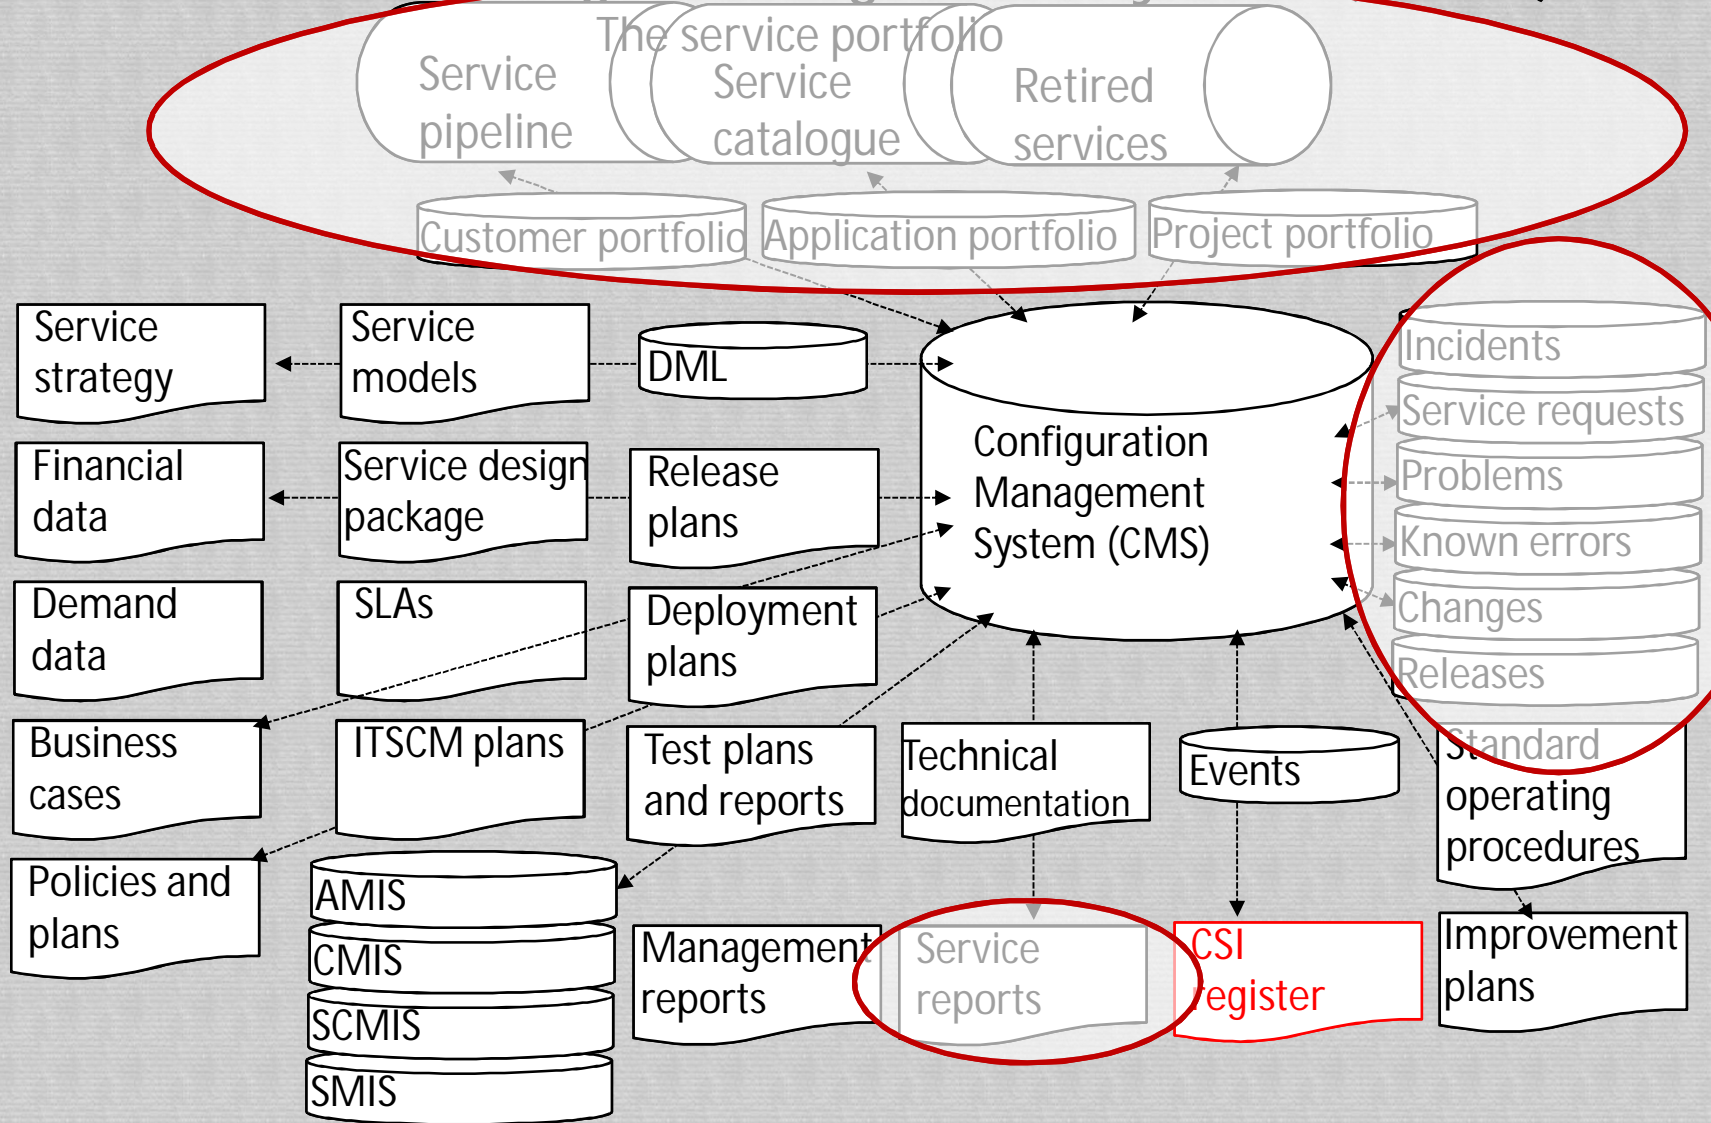 The service portfolio
Service
pipeline
Service
catalogue
Retired
services
Customer portfolio
Application portfolio
Project portfolio
Service
strategy
Service
models
DML
Configuration
Management
System (CMS)
Incidents
Service requests
Problems
Known errors
Changes
Releases
Financial
data
Service design
package
Release
plans
Demand
data
SLAs
Deployment
plans
Business
cases
ITSCM plans
Test plans
and reports
Technical
documentation
Events
Standard
operating
procedures
Policies and
plans
AMIS
CMIS
SCMIS
SMIS
Management
reports
Service
reports
CSI
register
Improvement
plans